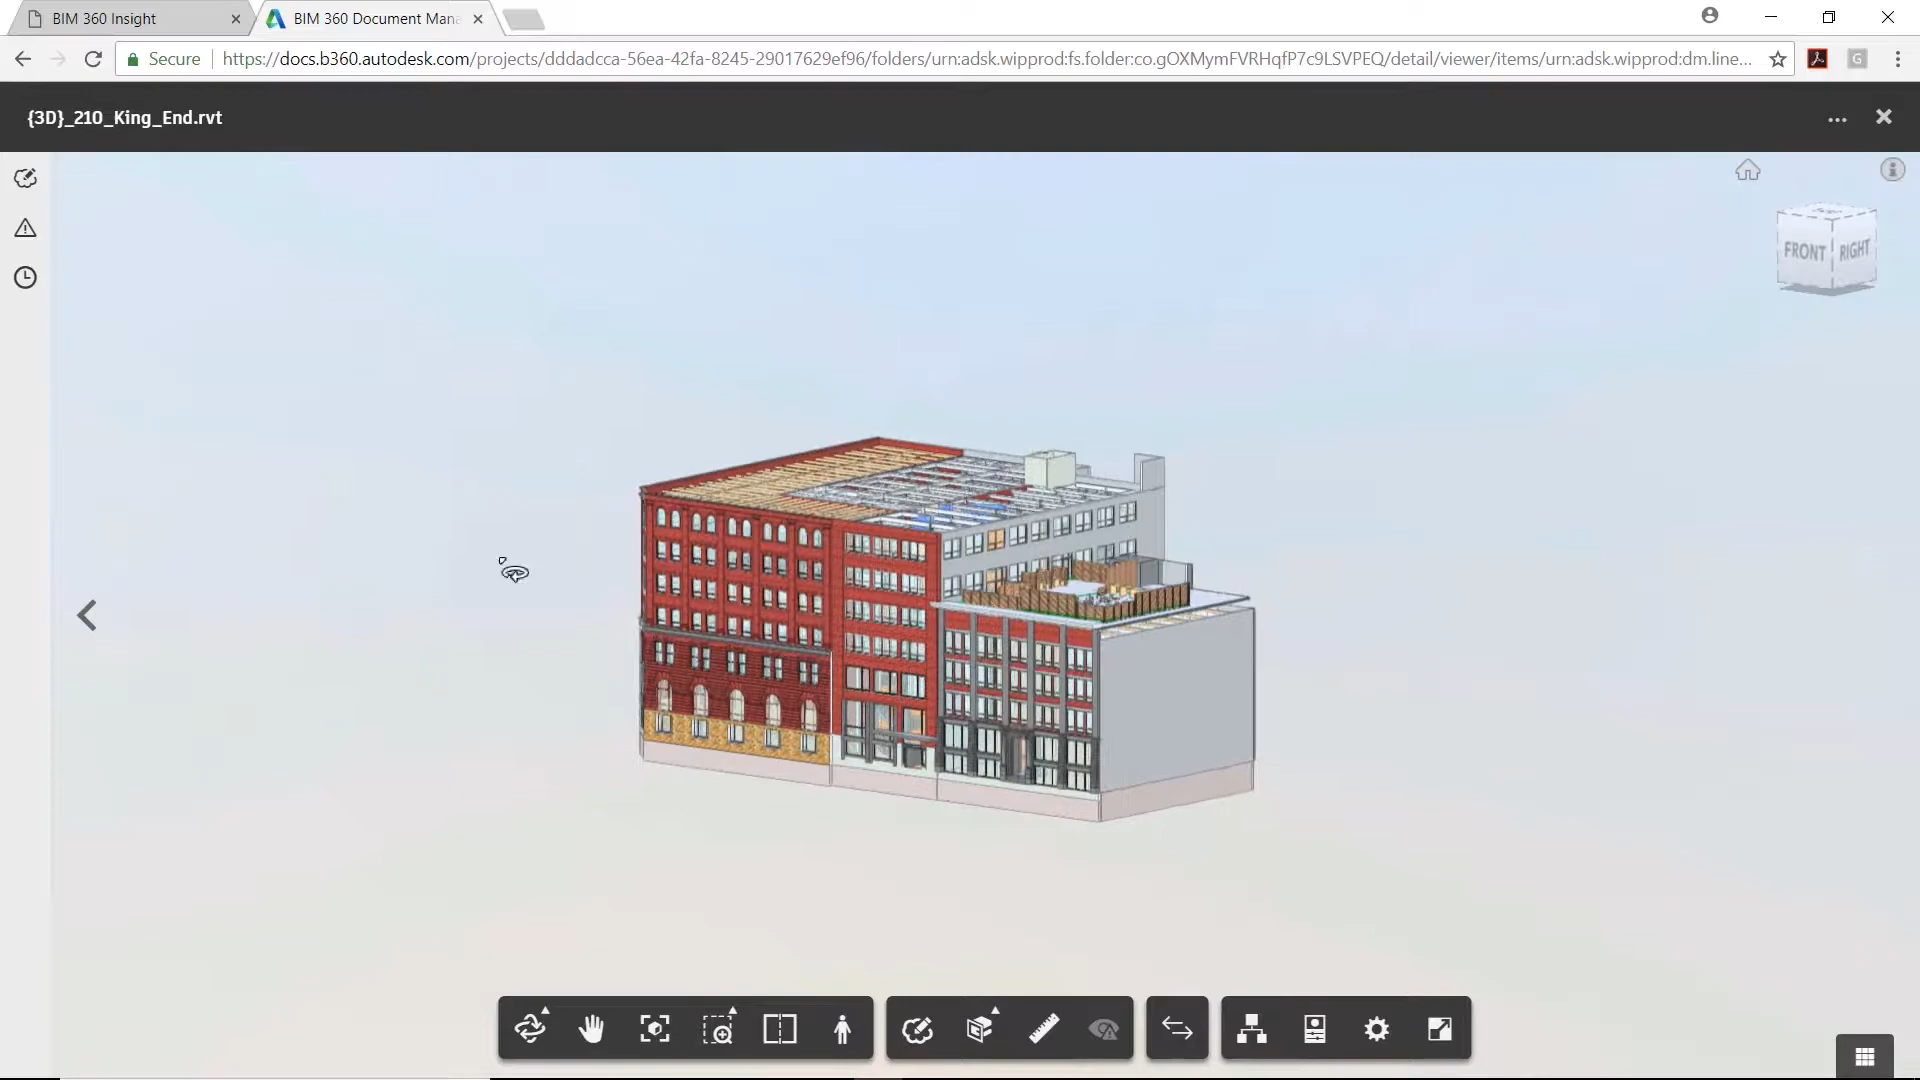 BIM 360 Insight
BIM 360 Document Mana
Secure
https://docs.b360.autodesk.com/projects/dddadcca-56ea-42fa-8245-29017629ef96/folders/urn:adsk.wipprod:fs.folder:co.gOXMymFVRHqfP7c9LSVPEQ/detail/viewer/items/urn:adsk.wipprod:dm.line...
{3D}_210_King_End.rvt
FRONT
RIGHT